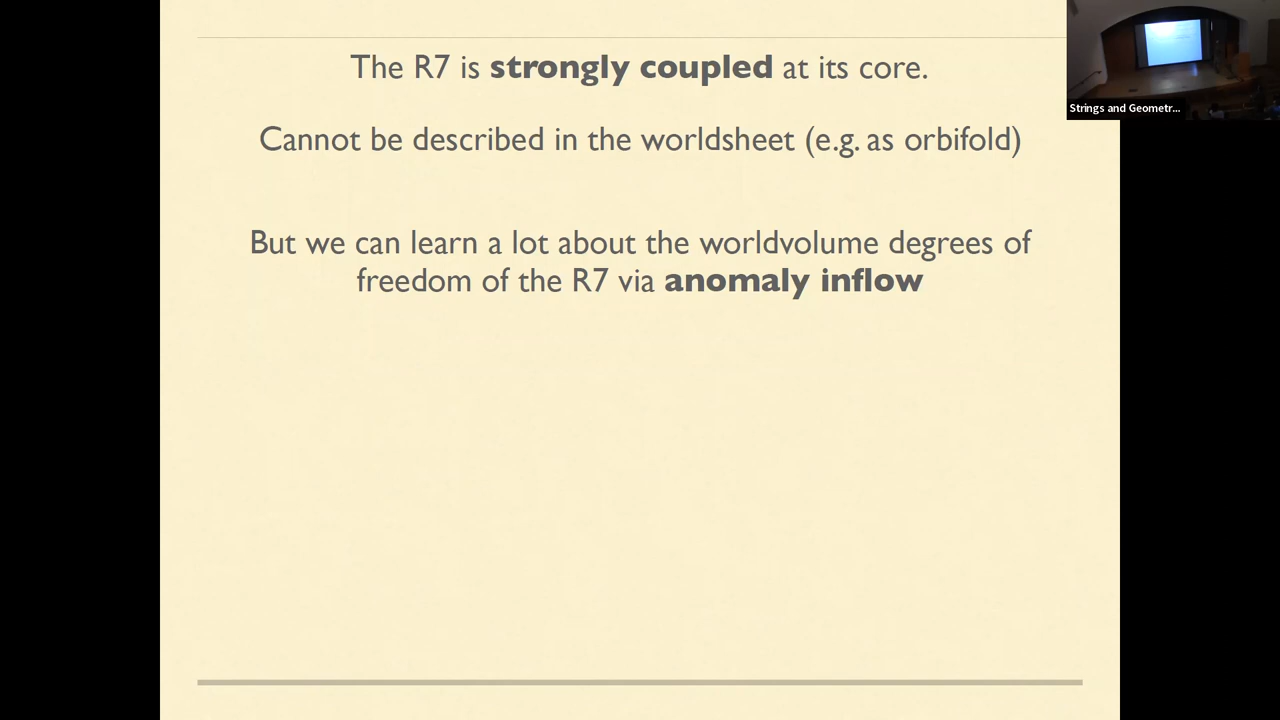 The R7 is strongly coupled at its core.
Cannot be described in the worldsheet (e.g. as orbifold)
But we can learn a lot about the worldvolume degrees of
freedom of the R7 via anomaly inflow
Strings and Geometr...